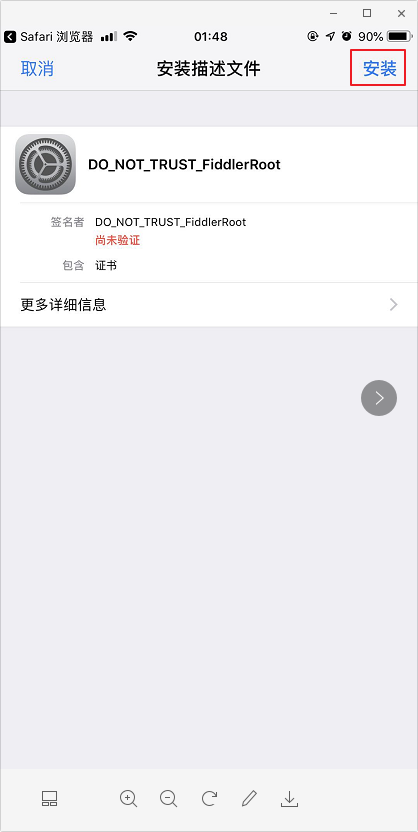 Safari 浏览器 01:48 90%
取消 安装描述文件 安装
DO_NOT_TRUST_FiddlerRoot
签名者 DO_NOT_TRUST_FiddlerRoot
尚未验证
包含 证书
更多详细信息